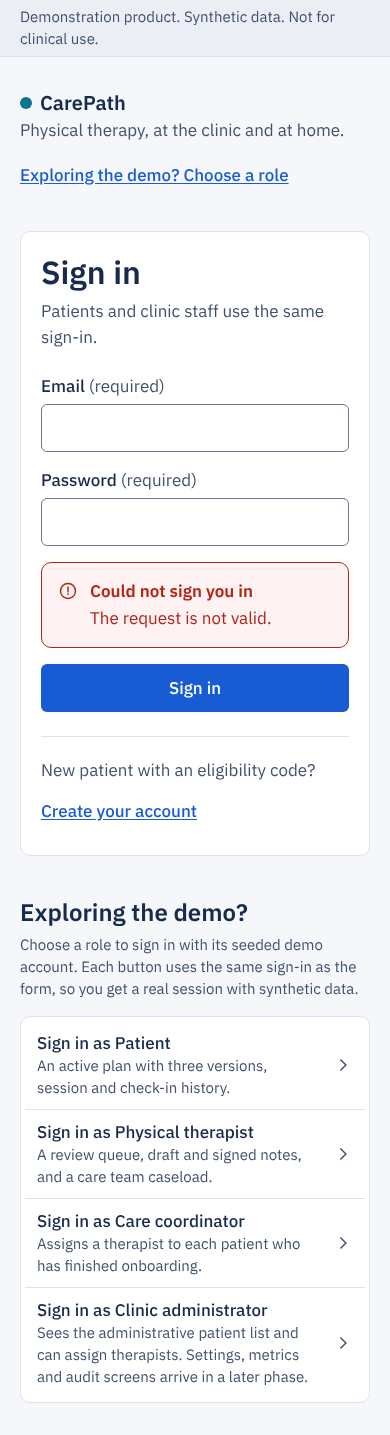 Demonstration product. Synthetic data. Not for
clinical use.
CarePath
Physical therapy, at the clinic and at home.
Exploring the demo? Choose a role
Sign in
Patients and clinic staff use the same
sign-in.
Email (required)
Password (required)
Could not sign you in
The request is not valid.
Sign in
New patient with an eligibility code?
Create your account
Exploring the demo?
Choose a role to sign in with its seeded demo
account. Each button uses the same sign-in as the
form, so you get a real session with synthetic data.
Sign in as Patient
An active plan with three versions,
session and check-in history.
Sign in as Physical therapist
A review queue, draft and signed notes,
and a care team caseload.
Sign in as Care coordinator
Assigns a therapist to each patient who
has finished onboarding.
Sign in as Clinic administrator
Sees the administrative patient list and
can assign therapists. Settings, metrics
and audit screens arrive in a later phase.